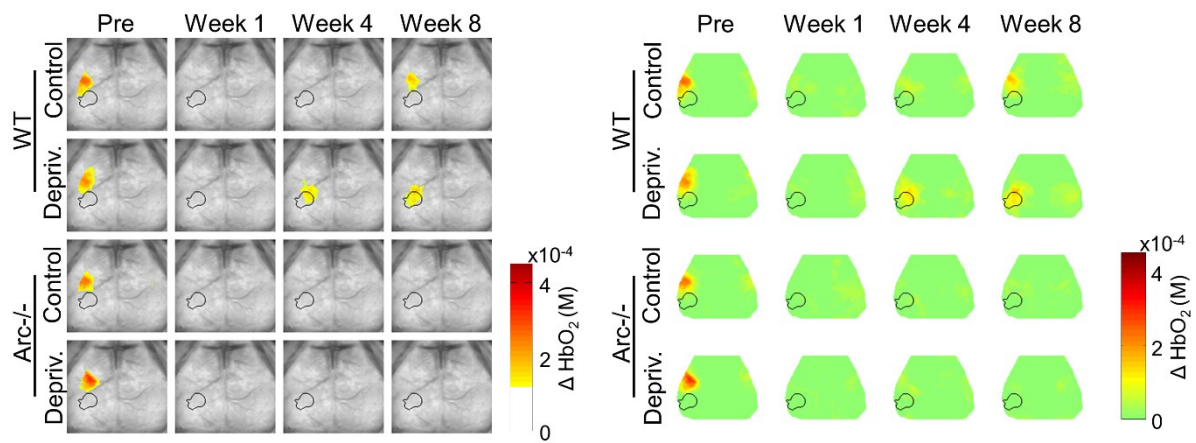 Pre Week 1 Week 4 Week 8
WT
Control
Depriv.
Arc-/-
Control
Depriv.
x10-4
4
2
0
Δ HbO₂ (M)
Pre Week 1 Week 4 Week 8
WT
Control
Depriv.
Arc-/-
Control
Depriv.
x10-4
4
2
0
Δ HbO₂ (M)